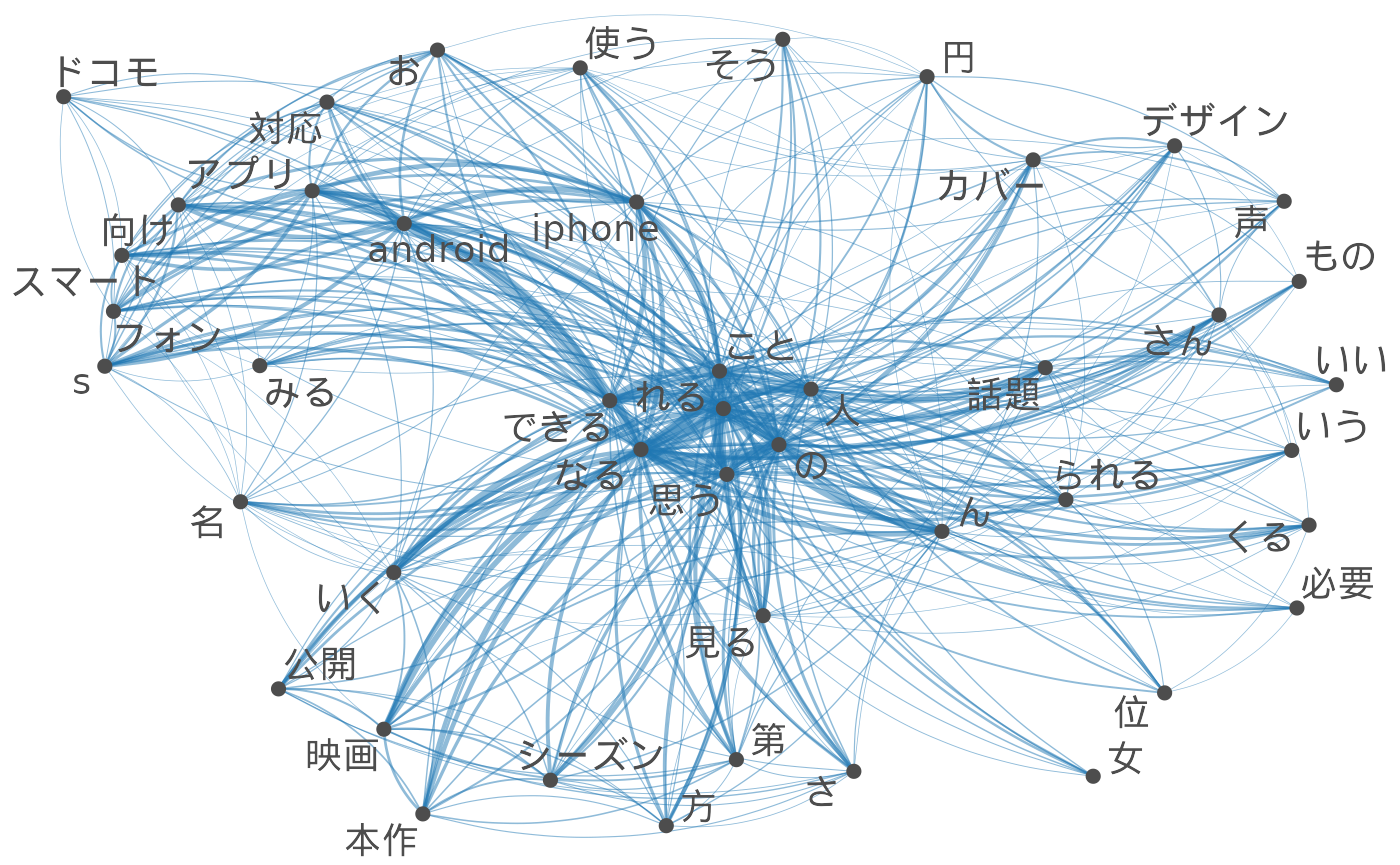 使う
お
そう
円
ドコモ
デザイン
対応
アプリ
カバー
向け
iphone
声
android
もの
スマート
フォン
さん
こと
いい
s
みる
れる
話題
人
できる
いう
なる
の
られる
思う
ん
名
くる
いく
必要
見る
公開
位
第
映画
シーズン
女
さ
方
本作